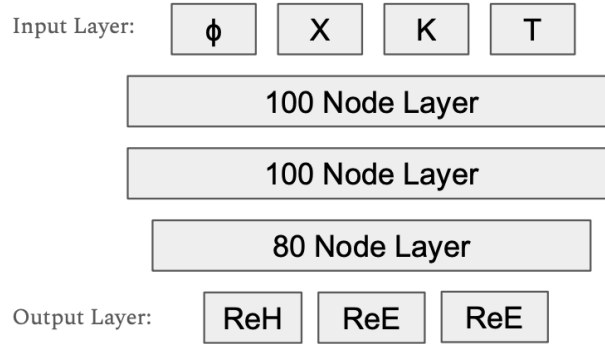 Input Layer: ϕ X K T
100 Node Layer
100 Node Layer
80 Node Layer
Output Layer: ReH ReE ReE